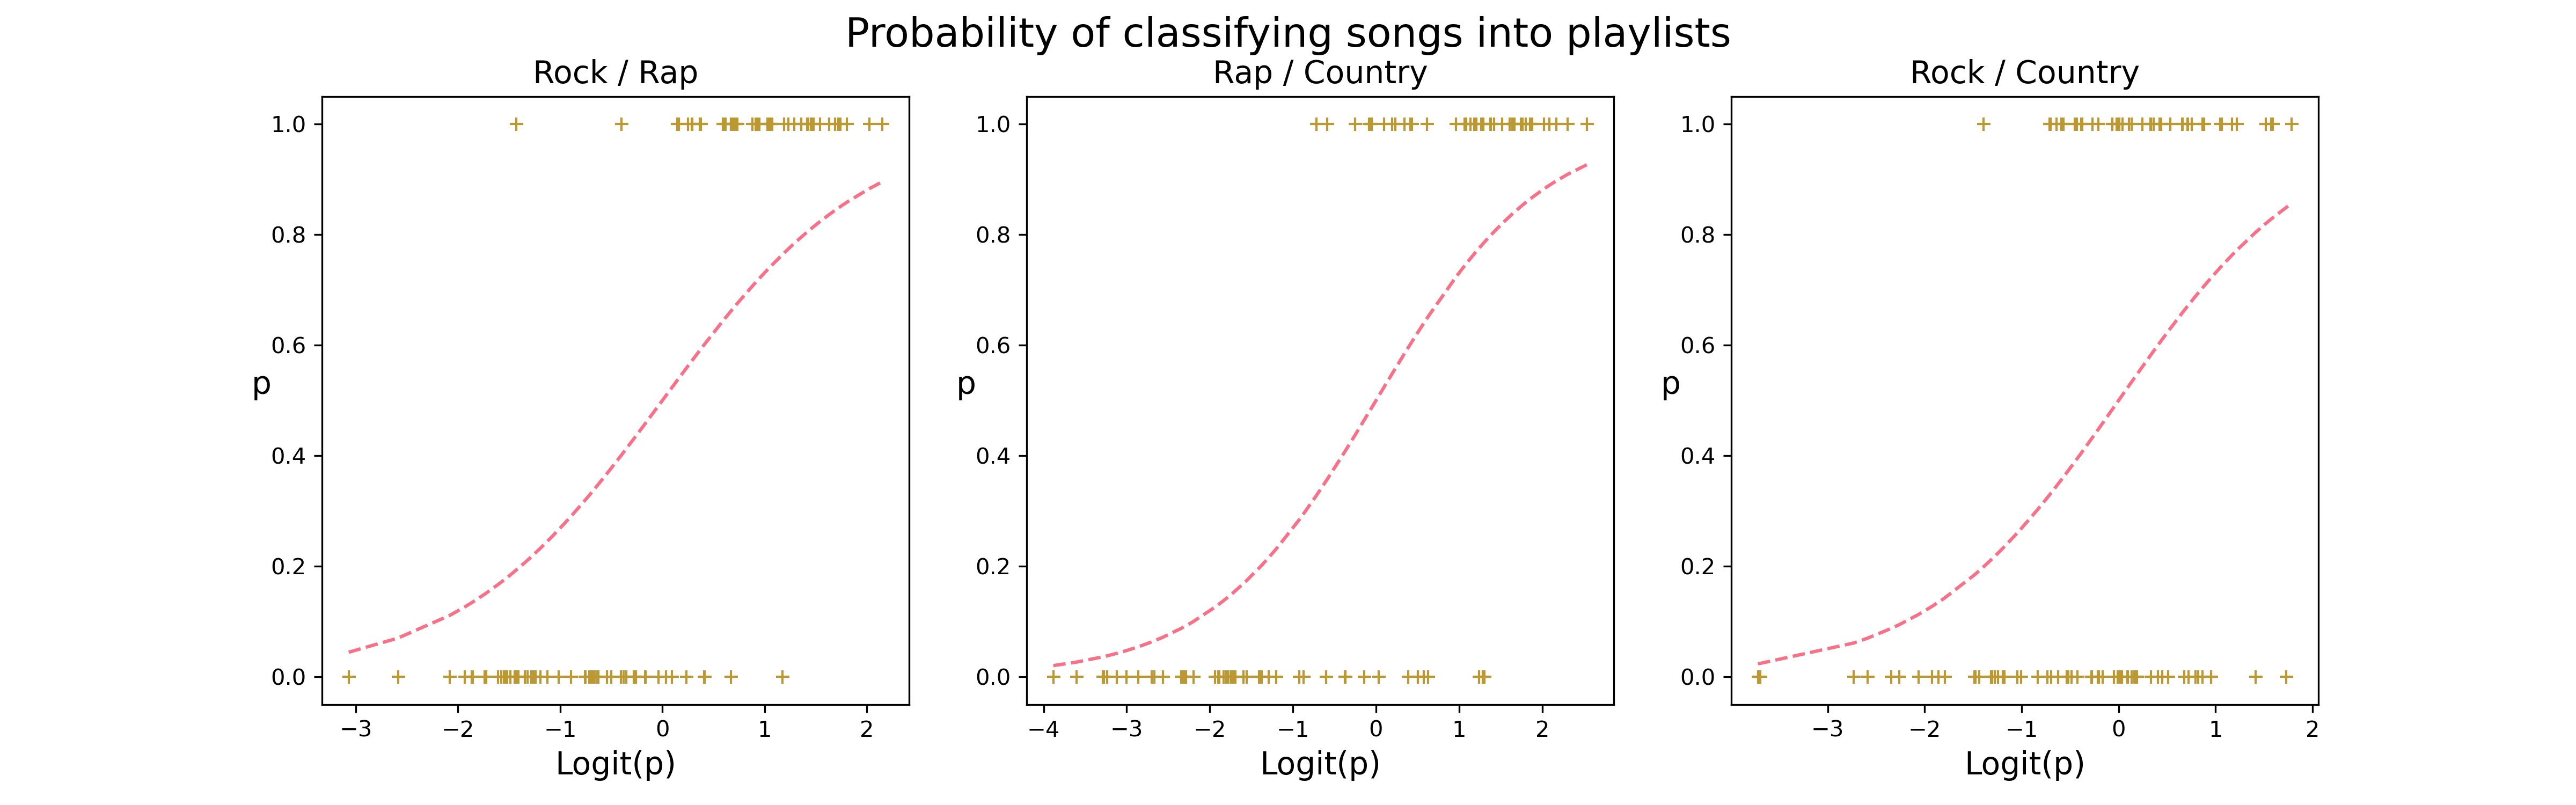 Probability of classifying songs into playlists
Rock / Rap
Rap / Country
Rock / Country
1.0
0.8
0.6
0.4
0.2
0.0
p
−3 −2 −1 0 1 2
Logit(p)
1.0
0.8
0.6
0.4
0.2
0.0
p
−4 −3 −2 −1 0 1 2
Logit(p)
1.0
0.8
0.6
0.4
0.2
0.0
p
−3 −2 −1 0 1 2
Logit(p)